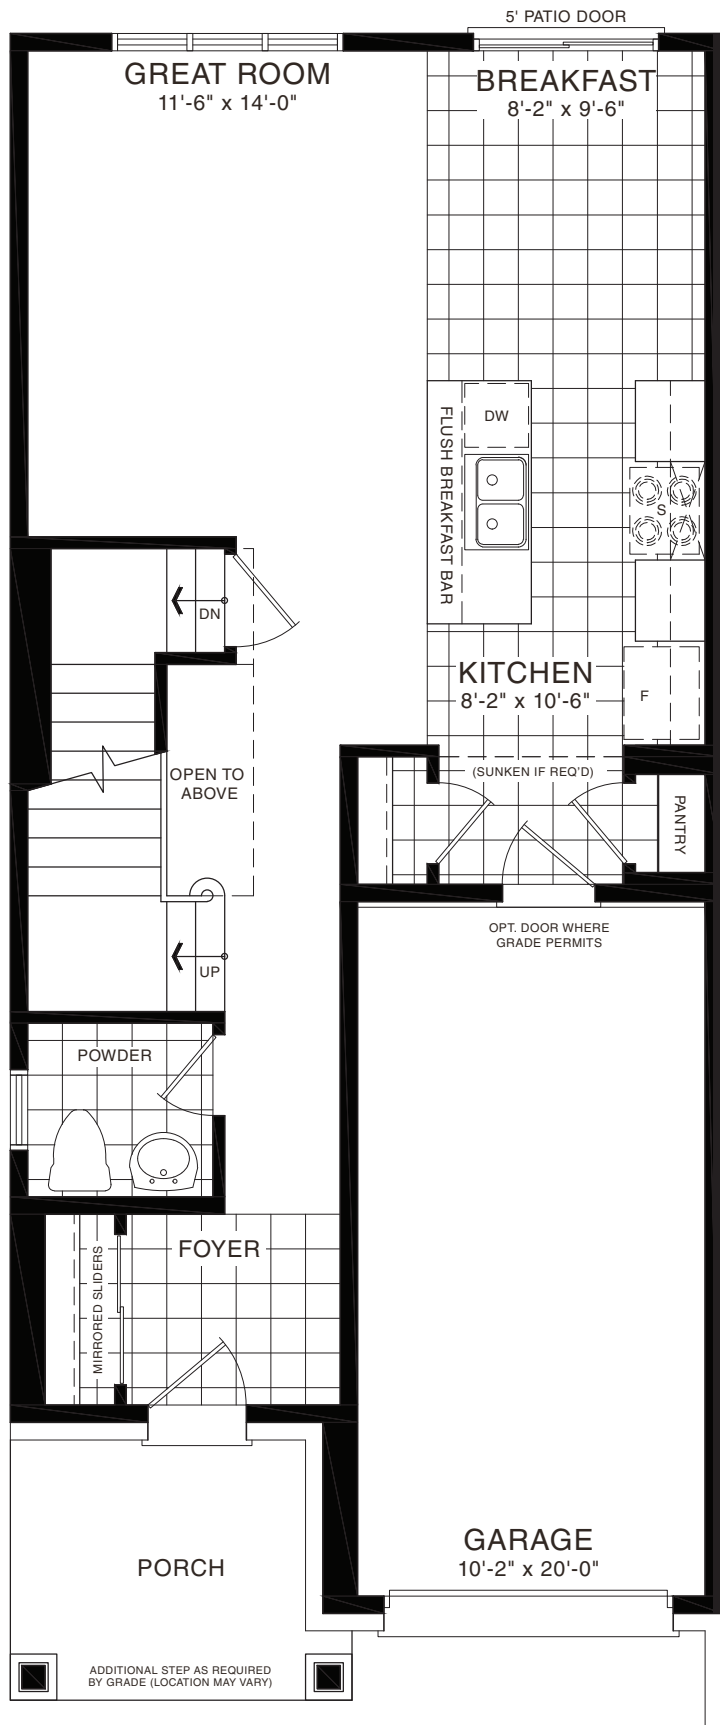 5' PATIO DOOR
GREAT ROOM
11'-6" x 14'-0"
BREAKFAST
8'-2" x 9'-6"
DW
FLUSH BREAKFAST BAR
S
DN
KITCHEN
8'-2" x 10'-6"
F
OPEN TO
ABOVE
(SUNKEN IF REQ'D)
PANTRY
OPT. DOOR WHERE
GRADE PERMITS
UP
POWDER
FOYER
MIRRORED SLIDERS
GARAGE
10'-2" x 20'-0"
PORCH
ADDITIONAL STEP AS REQUIRED
BY GRADE (LOCATION MAY VARY)